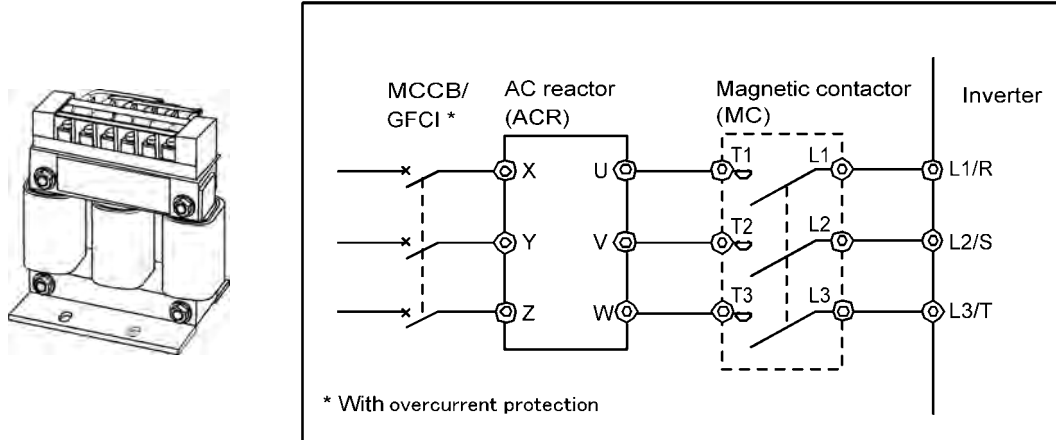 MCCB/
GFCI *
AC reactor
(ACR)
Magnetic contactor
(MC)
Inverter
X
U
T1
L1
L1/R
Y
V
T2
L2
L2/S
Z
W
T3
L3
L3/T
* With overcurrent protection